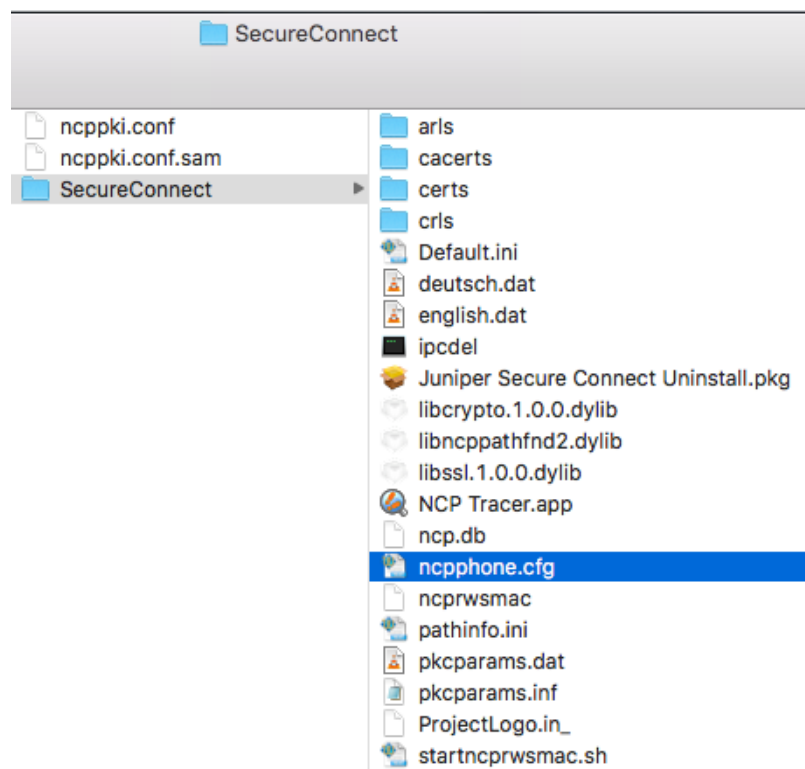 SecureConnect
ncppki.conf
ncppki.conf.sam
SecureConnect
arls
cacerts
certs
crls
Default.ini
deutsch.dat
english.dat
ipcdel
Juniper Secure Connect Uninstall.pkg
libcrypto.1.0.0.dylib
libncppathfnd2.dylib
libssl.1.0.0.dylib
NCP Tracer.app
ncp.db
ncpphone.cfg
ncprwsmac
pathinfo.ini
pkcparams.dat
pkcparams.inf
ProjectLogo.in_
startncprwsmac.sh